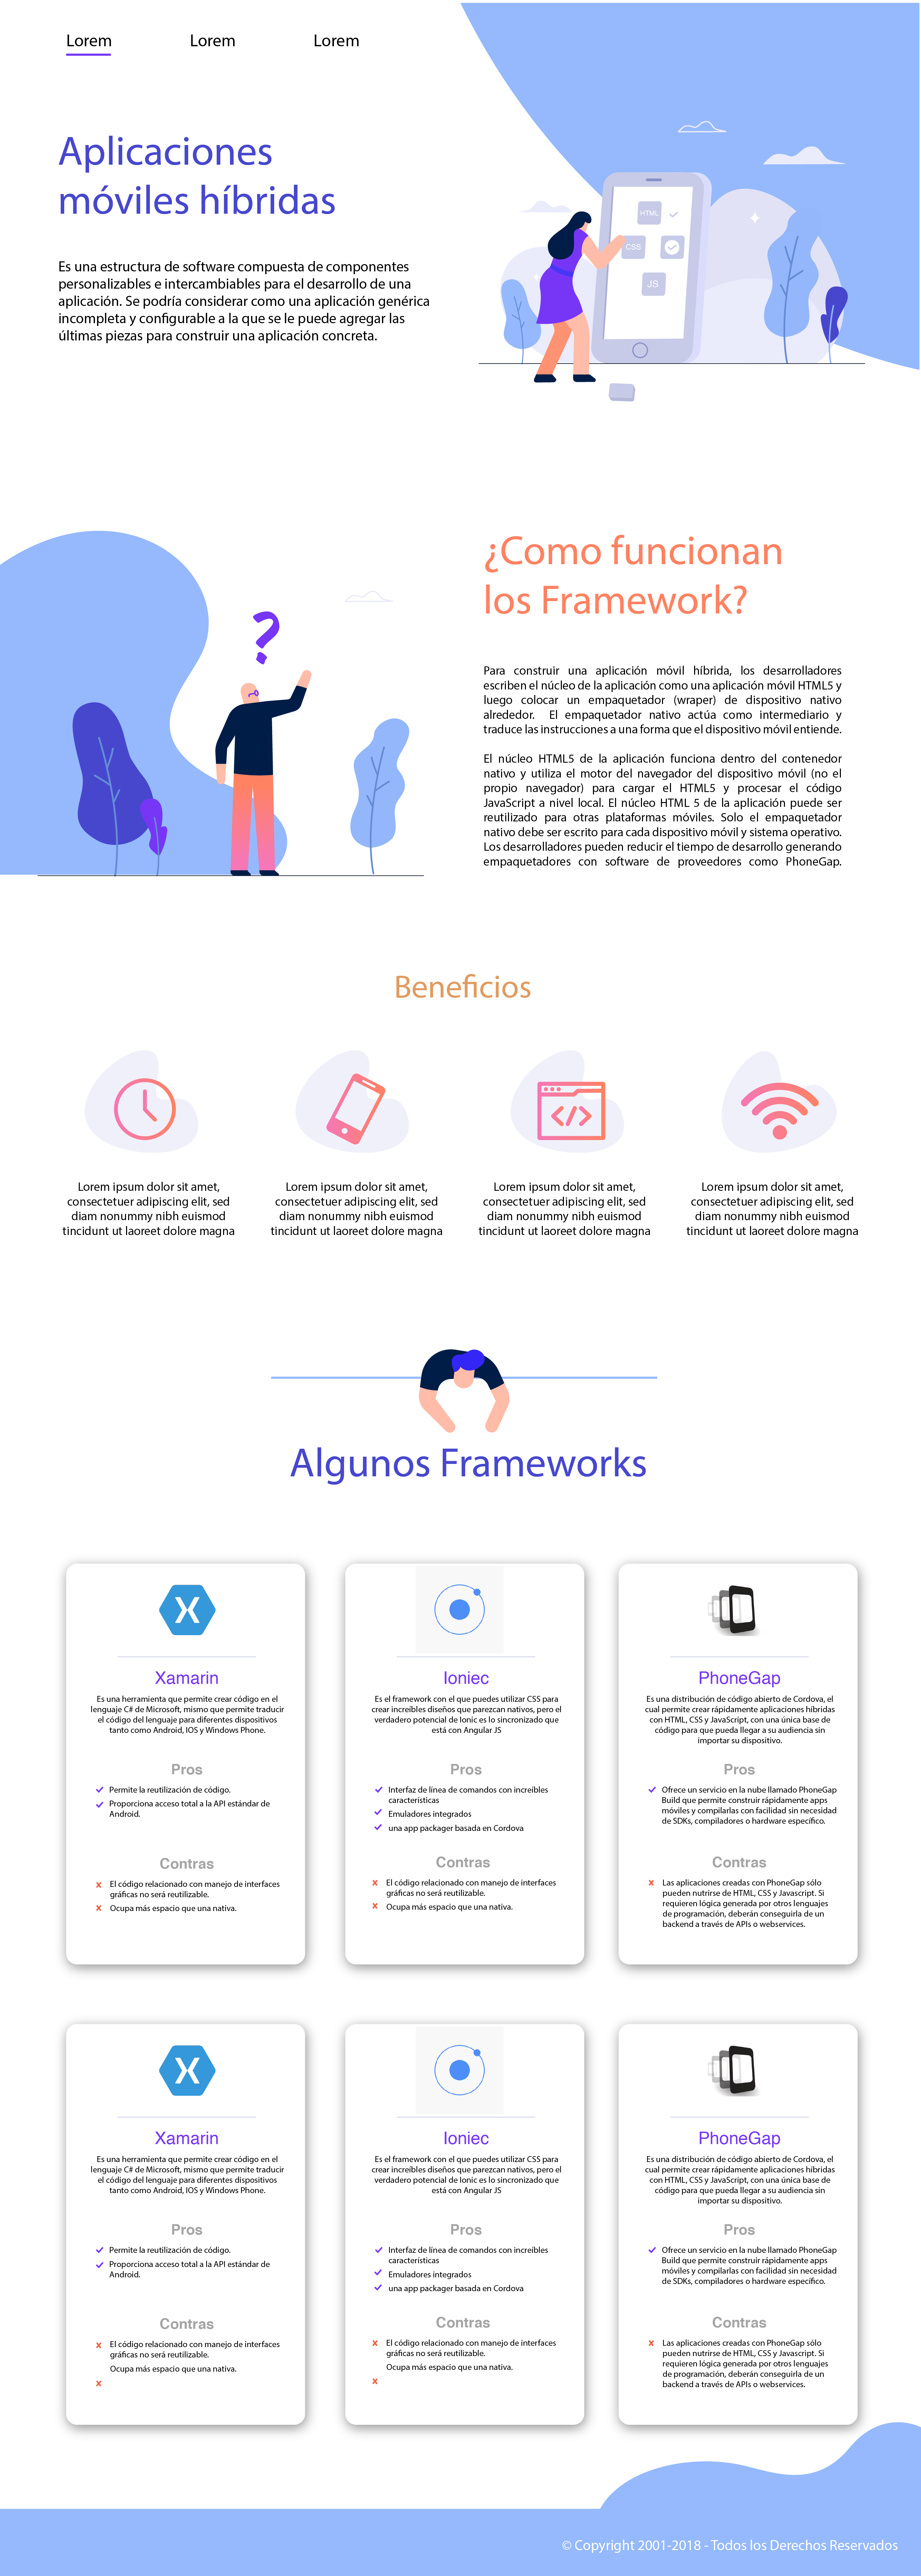 Lorem
Lorem
Lorem
Aplicaciones
móviles híbridas
Es una estructura de software compuesta de componentes
personalizables e intercambiables para el desarrollo de una
aplicación. Se podría considerar como una aplicación genérica
incompleta y configurable a la que se le puede agregar las
últimas piezas para construir una aplicación concreta.
HTML
CSS
JS
?
¿Como funcionan
los Framework?
Para construir una aplicación móvil híbrida, los desarrolladores
escriben el núcleo de la aplicación como una aplicación móvil HTML5 y
luego colocar un empaquetador (wraper) de dispositivo nativo
alrededor. El empaquetador nativo actúa como intermediario y
traduce las instrucciones a una forma que el dispositivo móvil entiende.
El núcleo HTML5 de la aplicación funciona dentro del contenedor
nativo y utiliza el motor del navegador del dispositivo móvil (no el
propio navegador) para cargar el HTML5 y procesar el código
JavaScript a nivel local. El núcleo HTML 5 de la aplicación puede ser
reutilizado para otras plataformas móviles. Solo el empaquetador
nativo debe ser escrito para cada dispositivo móvil y sistema operativo.
Los desarrolladores pueden reducir el tiempo de desarrollo generando
empaquetadores con software de proveedores como PhoneGap.
Beneficios
</>
Lorem ipsum dolor sit amet,
consectetuer adipiscing elit, sed
diam nonummy nibh euismod
tincidunt ut laoreet dolore magna
Lorem ipsum dolor sit amet,
consectetuer adipiscing elit, sed
diam nonummy nibh euismod
tincidunt ut laoreet dolore magna
Lorem ipsum dolor sit amet,
consectetuer adipiscing elit, sed
diam nonummy nibh euismod
tincidunt ut laoreet dolore magna
Lorem ipsum dolor sit amet,
consectetuer adipiscing elit, sed
diam nonummy nibh euismod
tincidunt ut laoreet dolore magna
Algunos Frameworks
X
Xamarin
Es una herramienta que permite crear código en el
lenguaje C# de Microsoft, mismo que permite traducir
el código del lenguaje para diferentes dispositivos
tanto como Android, IOS y Windows Phone.
Pros
Permite la reutilización de código.
Proporciona acceso total a la API estándar de
Android.
Contras
El código relacionado con manejo de interfaces
gráficas no será reutilizable.
Ocupa más espacio que una nativa.
Ioniec
Es el framework con el que puedes utilizar CSS para
crear increíbles diseños que parezcan nativos, pero el
verdadero potencial de Ionic es lo sincronizado que
está con Angular JS
Pros
Interfaz de línea de comandos con increíbles
características
Emuladores integrados
una app packager basada en Cordova
Contras
El código relacionado con manejo de interfaces
gráficas no será reutilizable.
Ocupa más espacio que una nativa.
PhoneGap
Es una distribución de código abierto de Cordova, el
cual permite crear rápidamente aplicaciones híbridas
con HTML, CSS y JavaScript, con una única base de
código para que pueda llegar a su audiencia sin
importar su dispositivo.
Pros
Ofrece un servicio en la nube llamado PhoneGap
Build que permite construir rápidamente apps
móviles y compilarlas con facilidad sin necesidad
de SDKs, compiladores o hardware específico.
Contras
Las aplicaciones creadas con PhoneGap sólo
pueden nutrirse de HTML, CSS y Javascript. Si
requieren lógica generada por otros lenguajes
de programación, deberán conseguirla de un
backend a través de APIs o webservices.
X
Xamarin
Es una herramienta que permite crear código en el
lenguaje C# de Microsoft, mismo que permite traducir
el código del lenguaje para diferentes dispositivos
tanto como Android, IOS y Windows Phone.
Pros
Permite la reutilización de código.
Proporciona acceso total a la API estándar de
Android.
Contras
El código relacionado con manejo de interfaces
gráficas no será reutilizable.
Ocupa más espacio que una nativa.
Ioniec
Es el framework con el que puedes utilizar CSS para
crear increíbles diseños que parezcan nativos, pero el
verdadero potencial de Ionic es lo sincronizado que
está con Angular JS
Pros
Interfaz de línea de comandos con increíbles
características
Emuladores integrados
una app packager basada en Cordova
Contras
El código relacionado con manejo de interfaces
gráficas no será reutilizable.
Ocupa más espacio que una nativa.
PhoneGap
Es una distribución de código abierto de Cordova, el
cual permite crear rápidamente aplicaciones híbridas
con HTML, CSS y JavaScript, con una única base de
código para que pueda llegar a su audiencia sin
importar su dispositivo.
Pros
Ofrece un servicio en la nube llamado PhoneGap
Build que permite construir rápidamente apps
móviles y compilarlas con facilidad sin necesidad
de SDKs, compiladores o hardware específico.
Contras
Las aplicaciones creadas con PhoneGap sólo
pueden nutrirse de HTML, CSS y Javascript. Si
requieren lógica generada por otros lenguajes
de programación, deberán conseguirla de un
backend a través de APIs o webservices.
© Copyright 2001-2018 - Todos los Derechos Reservados